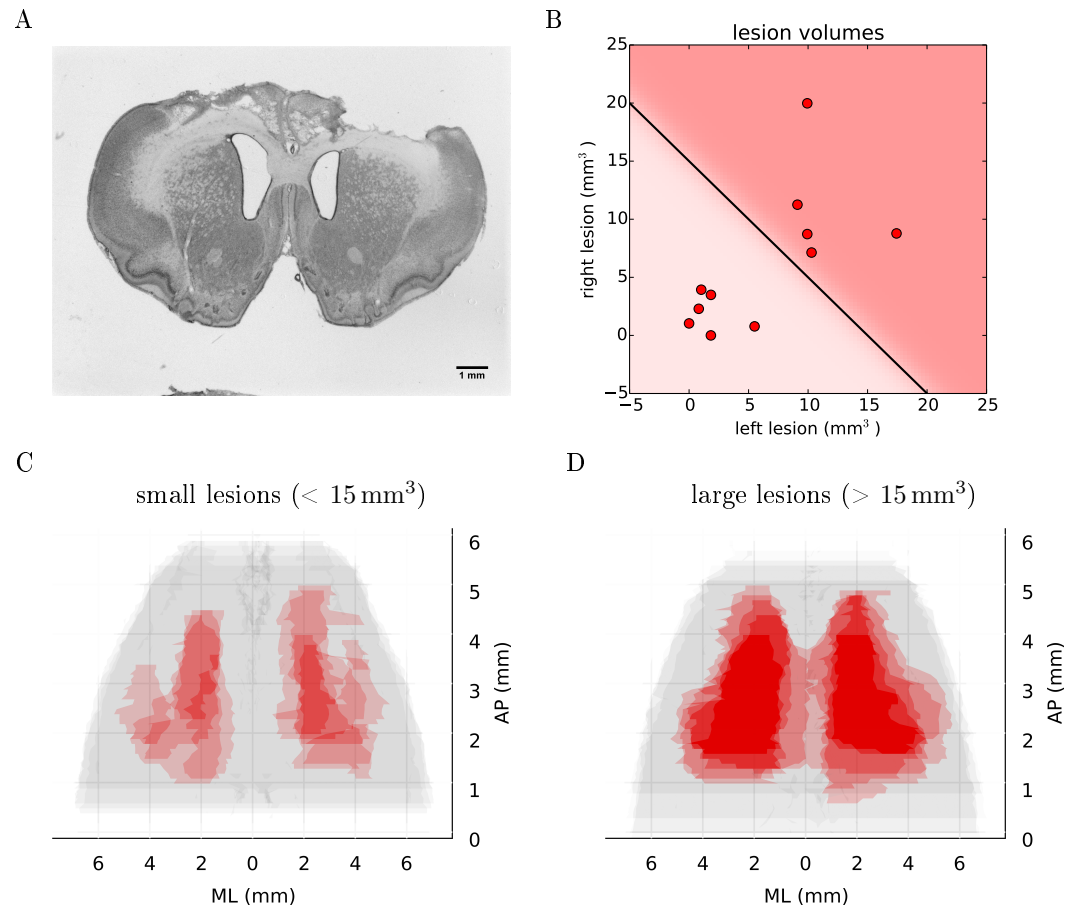 A
1 mm
B
lesion volumes
25
20
15
10
5
0
−5
−5 0 5 10 15 20 25
right lesion (mm³ )
left lesion (mm³ )
C
small lesions (< 15 mm³)
6
5
4
3
2
1
0
AP (mm)
6 4 2 0 2 4 6
ML (mm)
D
large lesions (> 15 mm³)
6
5
4
3
2
1
0
AP (mm)
6 4 2 0 2 4 6
ML (mm)